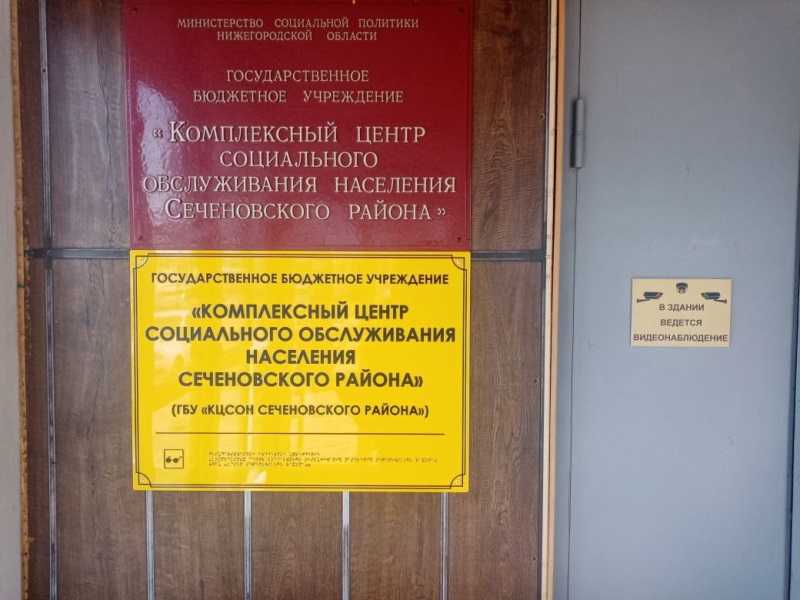 МИНИСТЕРСТВО СОЦИАЛЬНОЙ ПОЛИТИКИ
НИЖЕГОРОДСКОЙ ОБЛАСТИ
ГОСУДАРСТВЕННОЕ
БЮДЖЕТНОЕ УЧРЕЖДЕНИЕ
« КОМПЛЕКСНЫЙ ЦЕНТР
СОЦИАЛЬНОГО
ОБСЛУЖИВАНИЯ НАСЕЛЕНИЯ
СЕЧЕНОВСКОГО РАЙОНА »
ГОСУДАРСТВЕННОЕ БЮДЖЕТНОЕ УЧРЕЖДЕНИЕ
«КОМПЛЕКСНЫЙ ЦЕНТР
СОЦИАЛЬНОГО ОБСЛУЖИВАНИЯ
НАСЕЛЕНИЯ
СЕЧЕНОВСКОГО РАЙОНА»
(ГБУ «КЦСОН СЕЧЕНОВСКОГО РАЙОНА»)
В ЗДАНИИ
ВЕДЕТСЯ
ВИДЕОНАБЛЮДЕНИЕ